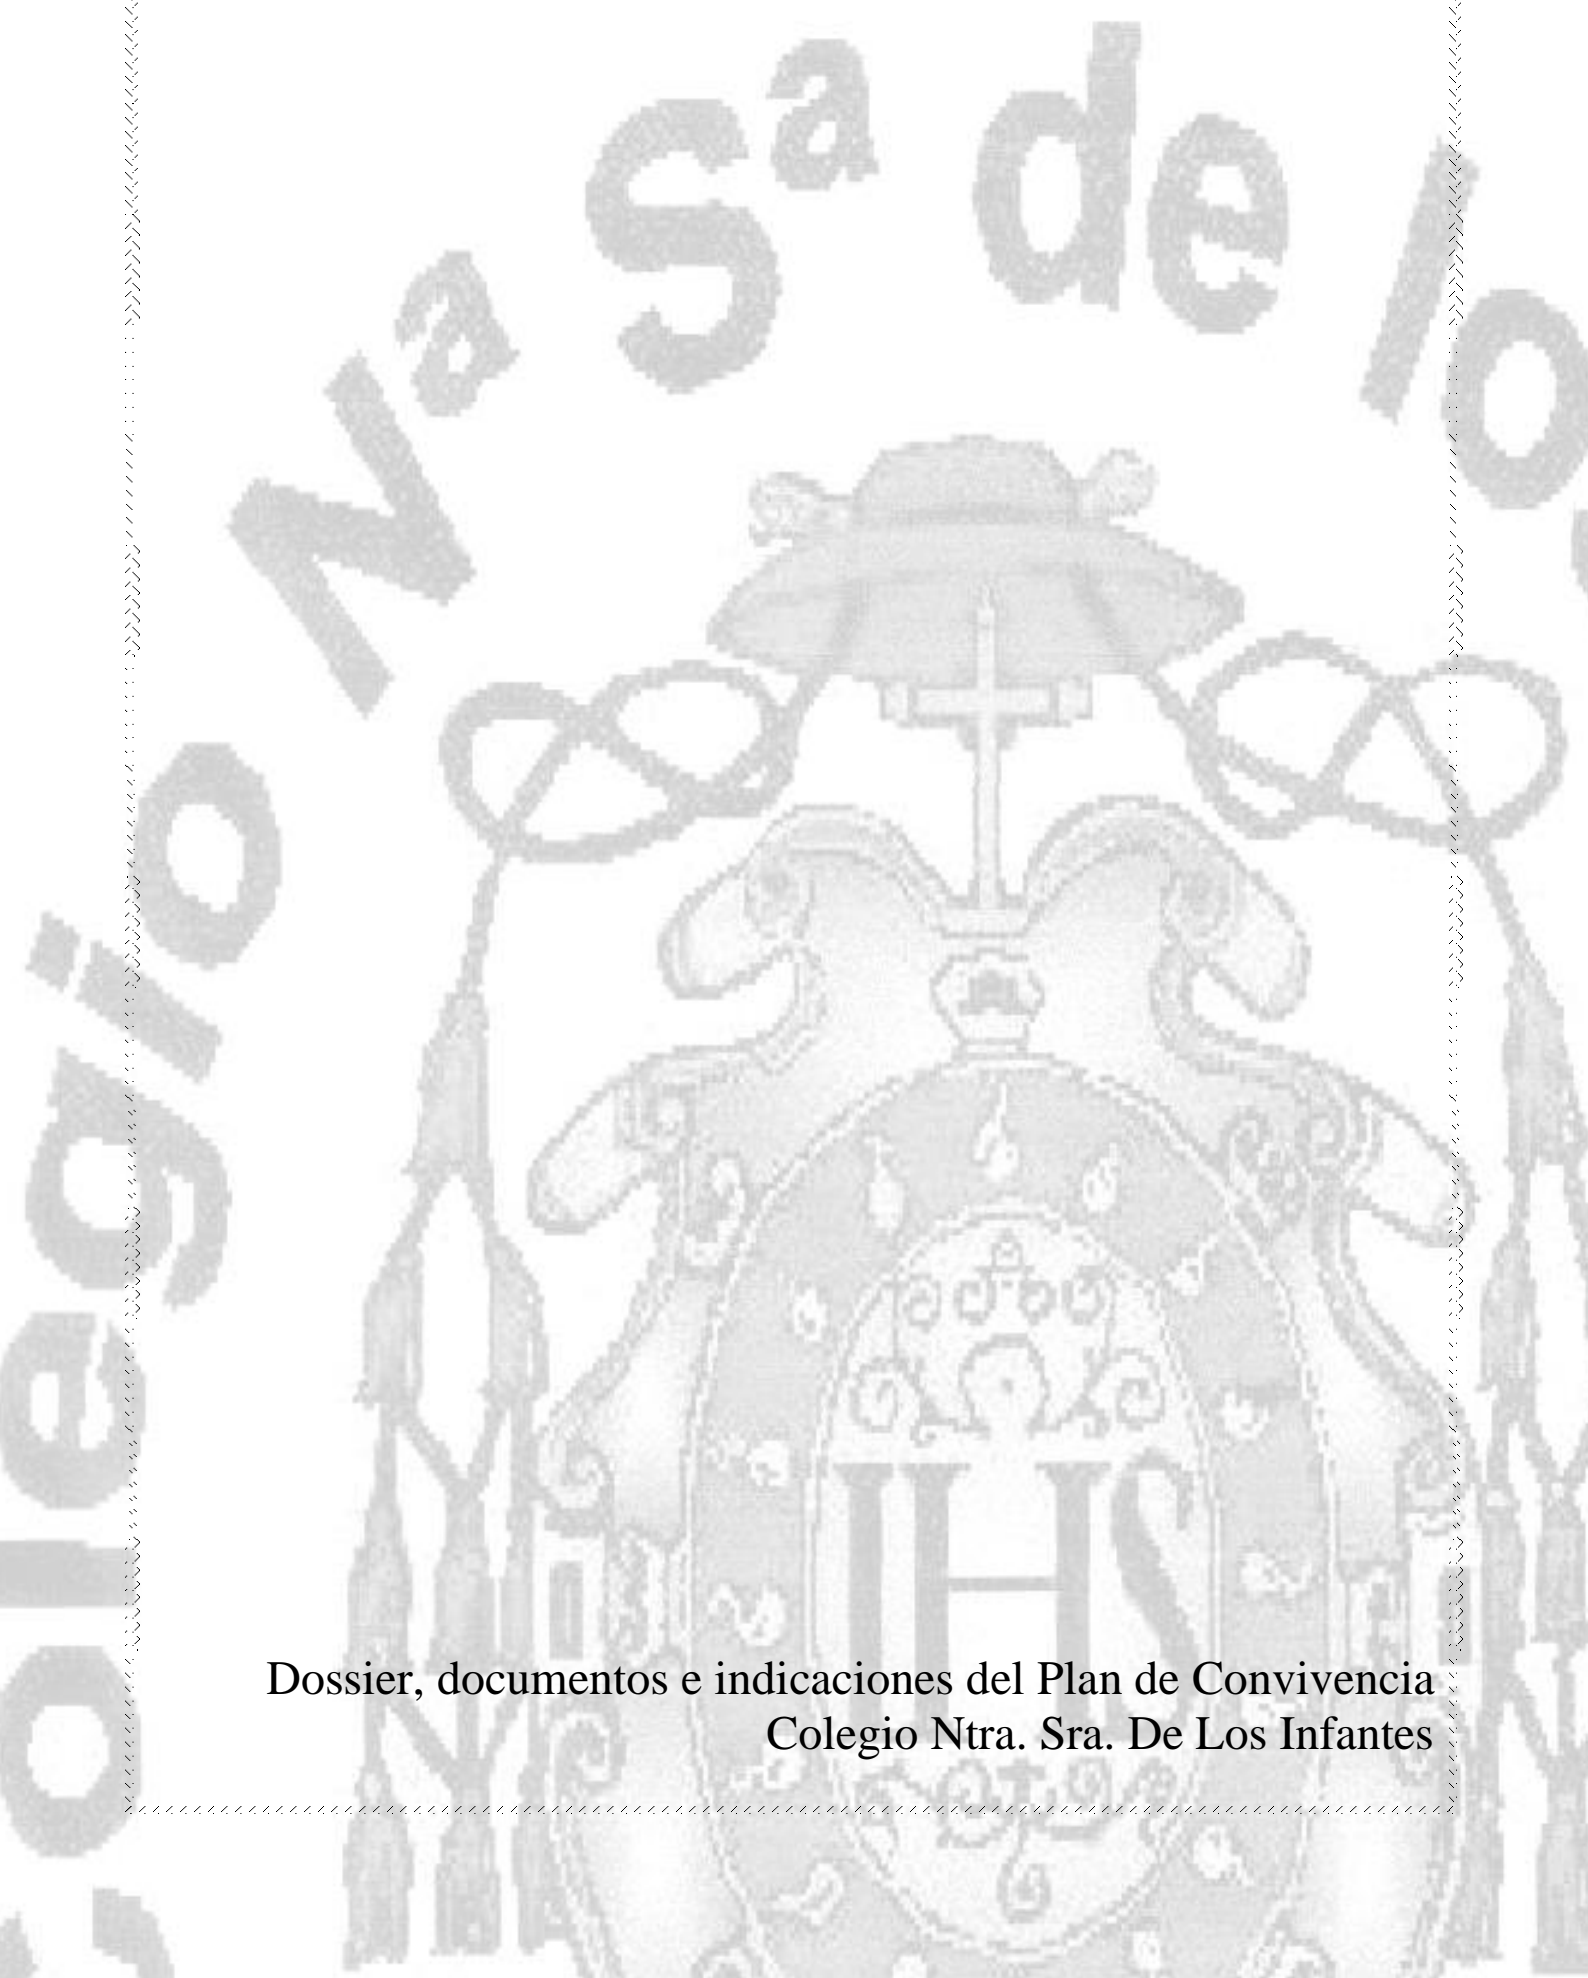 Colegio Nª Sª de lo
IHS
Dossier, documentos e indicaciones del Plan de Convivencia
Colegio Ntra. Sra. De Los Infantes